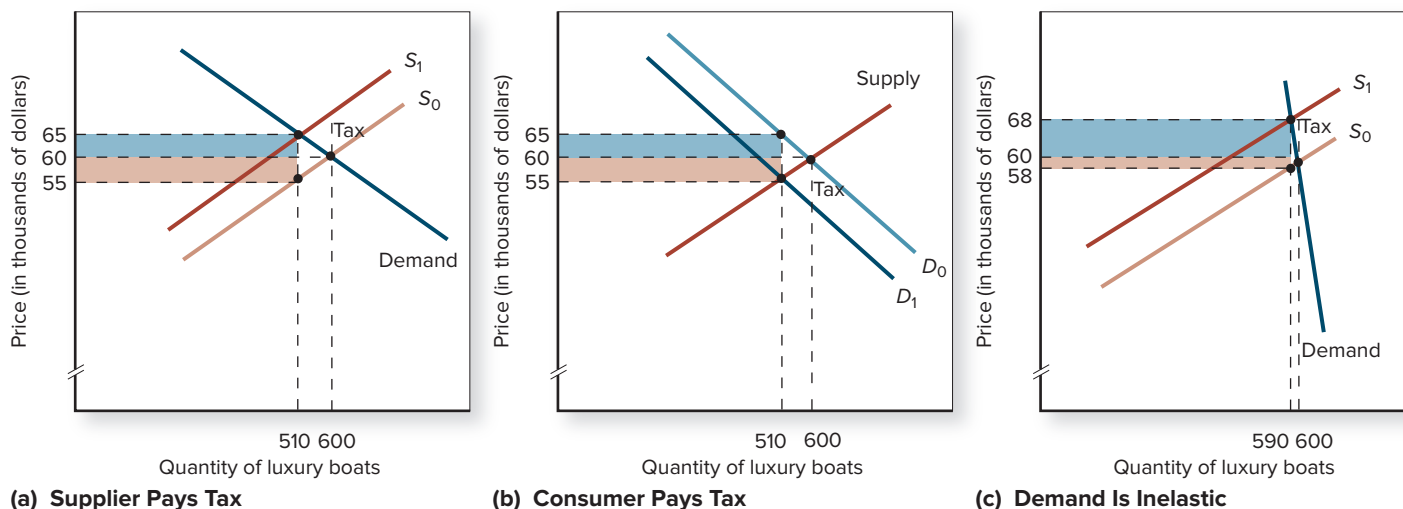 Price (in thousands of dollars)
65
60
55
S1
S0
Tax
Demand
510 600
Quantity of luxury boats
(a) Supplier Pays Tax
Price (in thousands of dollars)
65
60
55
Supply
Tax
D0
D1
510 600
Quantity of luxury boats
(b) Consumer Pays Tax
Price (in thousands of dollars)
68
60
58
S1
Tax
S0
Demand
590 600
Quantity of luxury boats
(c) Demand Is Inelastic